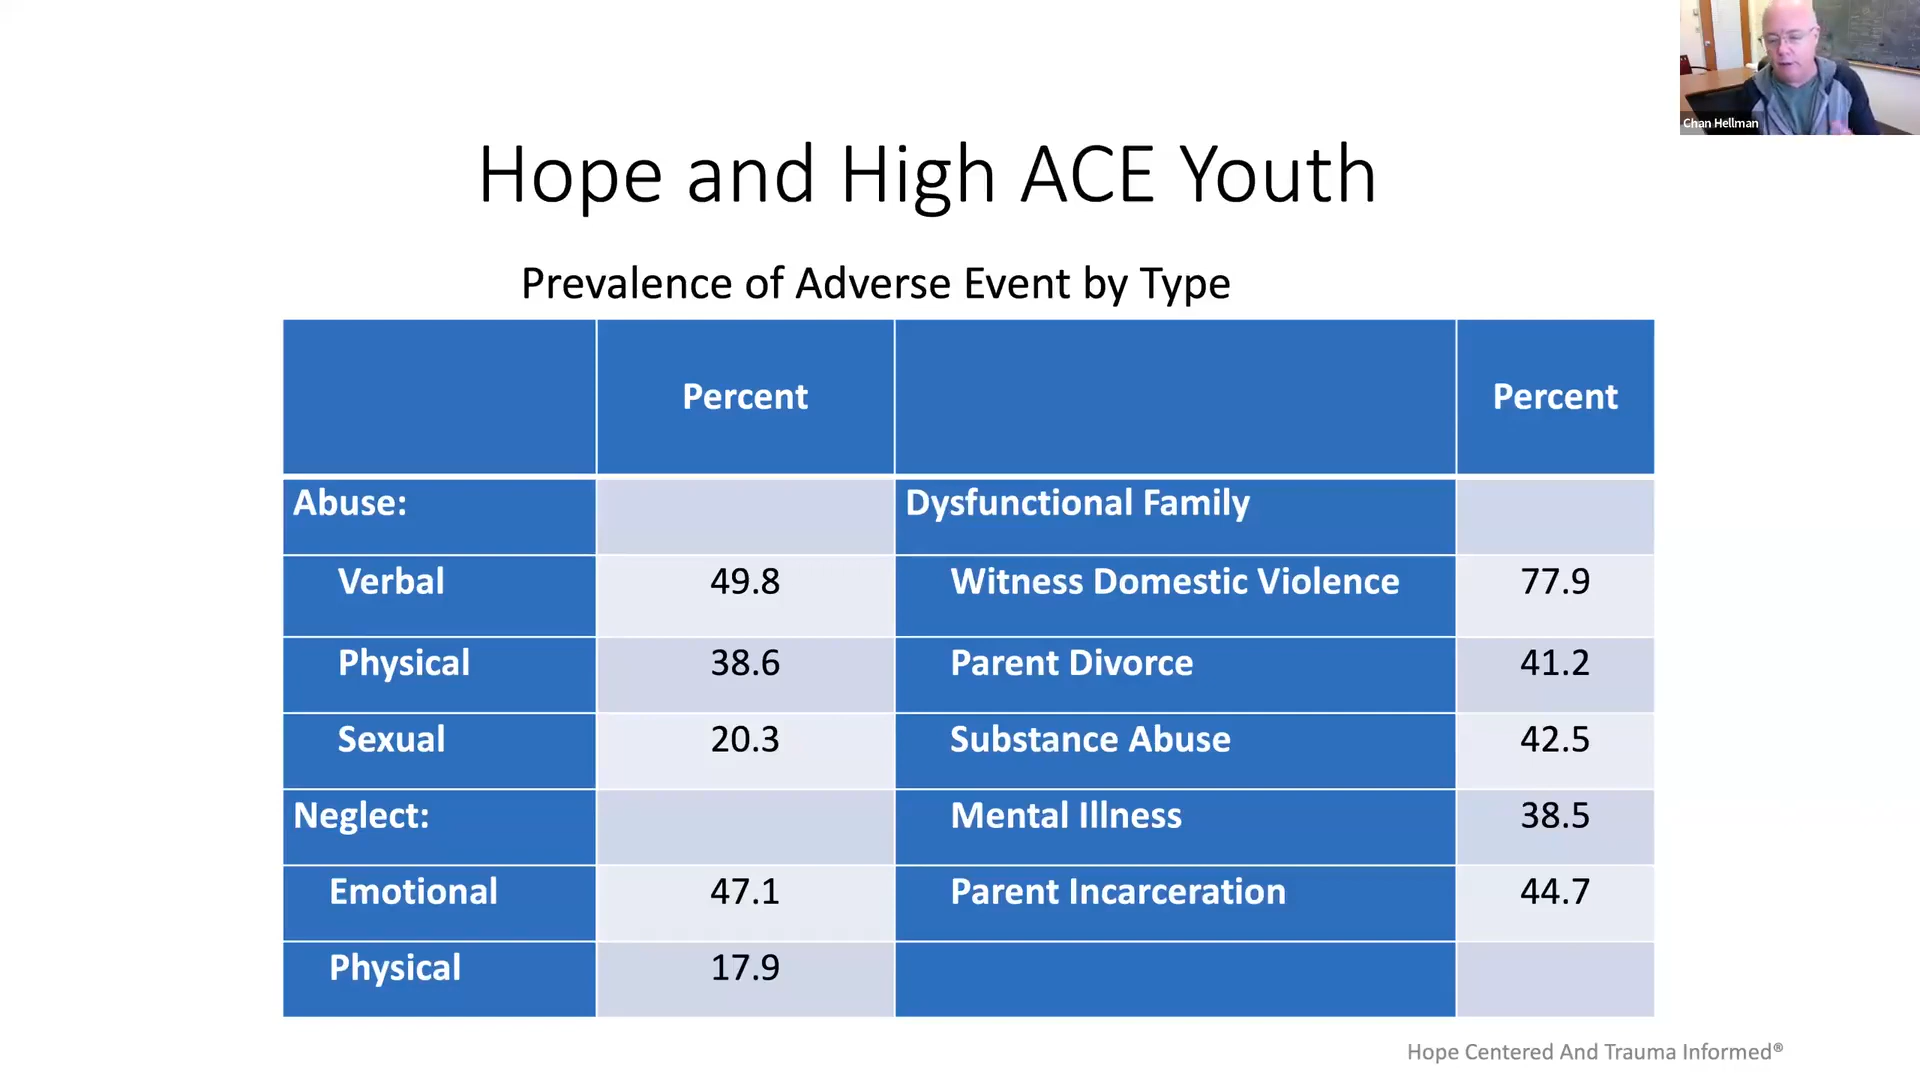 Chan Hellman
Hope and High ACE Youth
Prevalence of Adverse Event by Type
Percent Percent
Abuse: Dysfunctional Family
Verbal 49.8 Witness Domestic Violence 77.9
Physical 38.6 Parent Divorce 41.2
Sexual 20.3 Substance Abuse 42.5
Neglect: Mental Illness 38.5
Emotional 47.1 Parent Incarceration 44.7
Physical 17.9
Hope Centered And Trauma Informed®